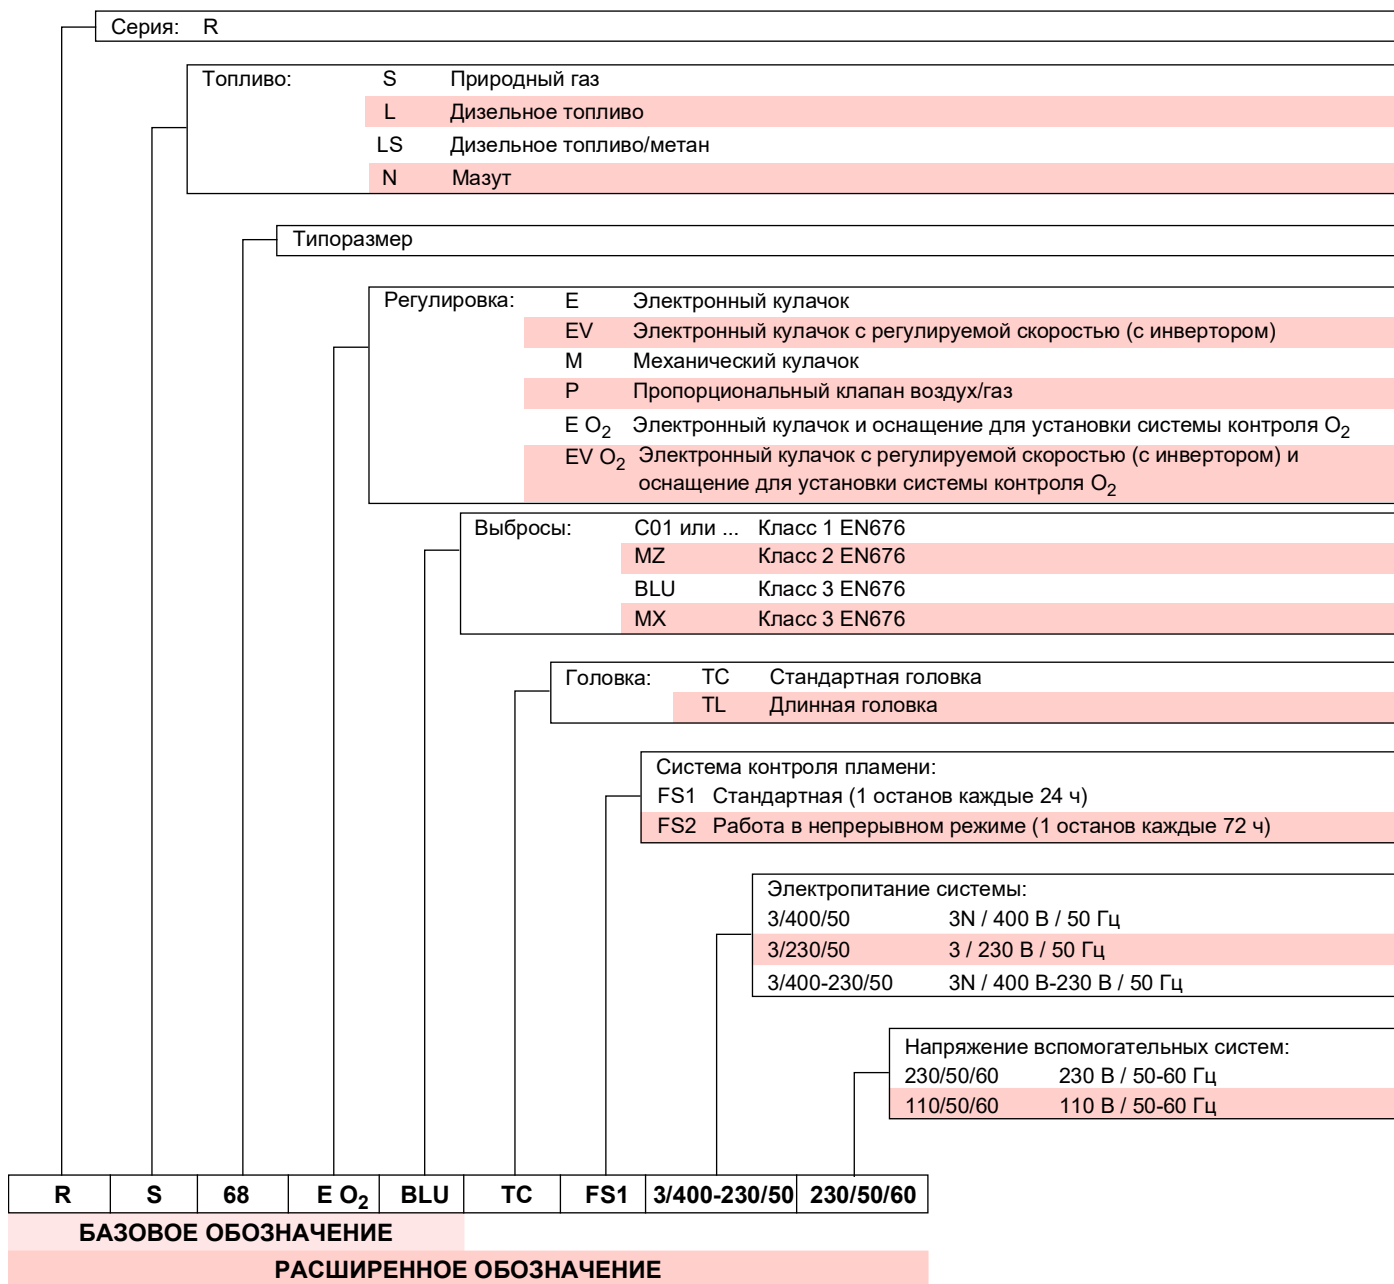 Серия: R
Топливо: S Природный газ
L Дизельное топливо
LS Дизельное топливо/метан
N Мазут
Типоразмер
Регулировка: E Электронный кулачок
EV Электронный кулачок с регулируемой скоростью (с инвертором)
M Механический кулачок
P Пропорциональный клапан воздух/газ
E O2 Электронный кулачок и оснащение для установки системы контроля O2
EV O2 Электронный кулачок с регулируемой скоростью (с инвертором) и
оснащение для установки системы контроля O2
Выбросы: C01 или ... Класс 1 EN676
MZ Класс 2 EN676
BLU Класс 3 EN676
MX Класс 3 EN676
Головка: TC Стандартная головка
TL Длинная головка
Система контроля пламени:
FS1 Стандартная (1 останов каждые 24 ч)
FS2 Работа в непрерывном режиме (1 останов каждые 72 ч)
Электропитание системы:
3/400/50 3N / 400 В / 50 Гц
3/230/50 3 / 230 В / 50 Гц
3/400-230/50 3N / 400 В-230 В / 50 Гц
Напряжение вспомогательных систем:
230/50/60 230 В / 50-60 Гц
110/50/60 110 В / 50-60 Гц
R S 68 E O2 BLU TC FS1 3/400-230/50 230/50/60
БАЗОВОЕ ОБОЗНАЧЕНИЕ
РАСШИРЕННОЕ ОБОЗНАЧЕНИЕ